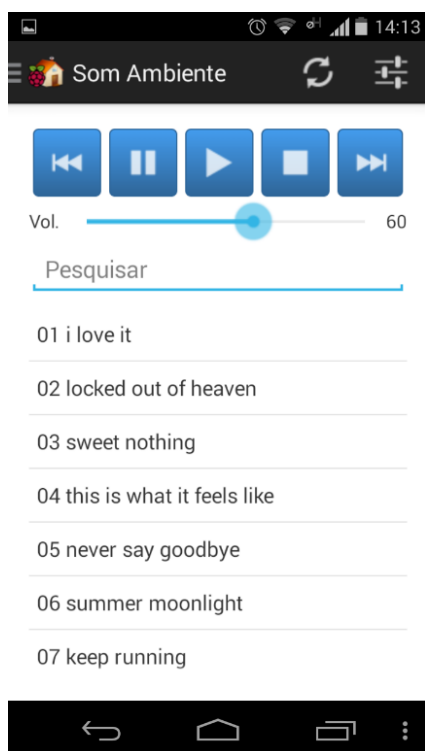 14:13
Som Ambiente
Vol. 60
Pesquisar
01 i love it
02 locked out of heaven
03 sweet nothing
04 this is what it feels like
05 never say goodbye
06 summer moonlight
07 keep running